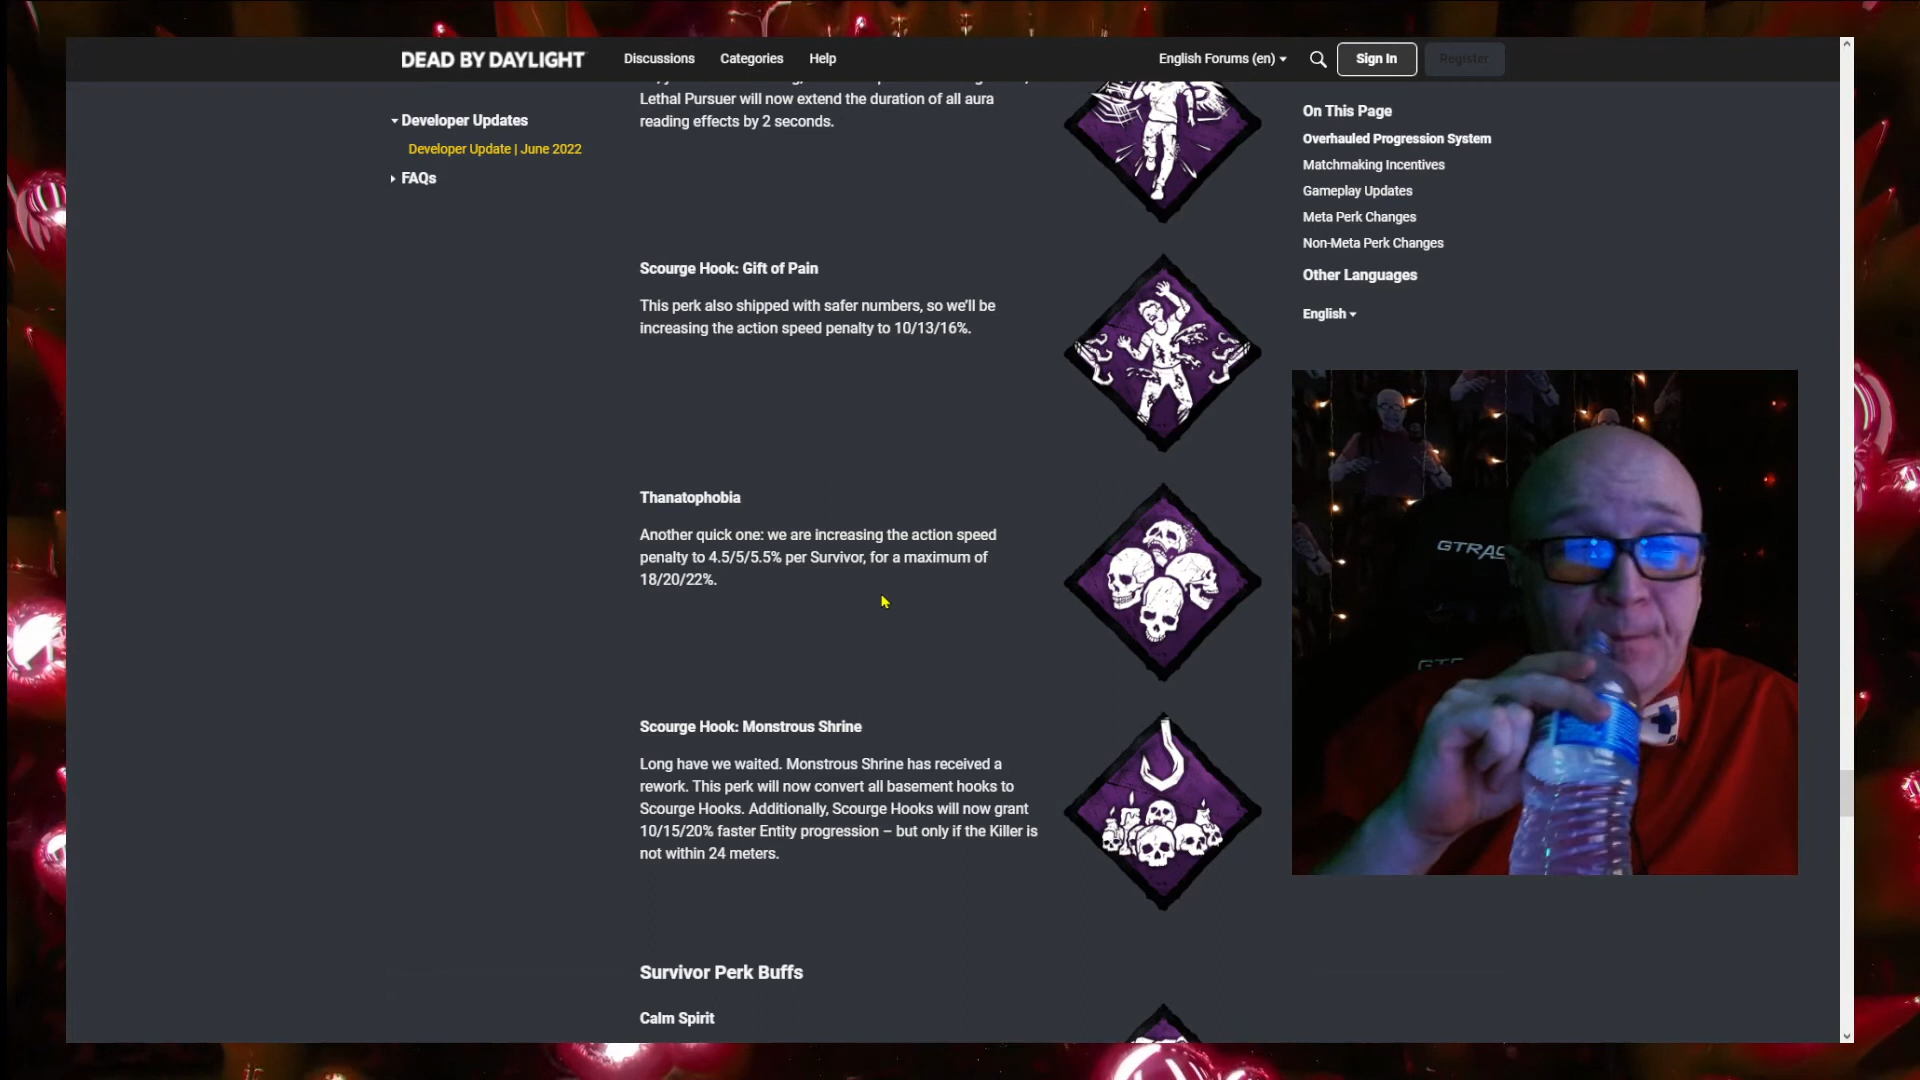 DEAD BY DAYLIGHT
Discussions
Categories
Help
English Forums (en)
Sign In
Register
Developer Updates
Developer Update | June 2022
FAQs
Lethal Pursuer will now extend the duration of all aura
reading effects by 2 seconds.
Scourge Hook: Gift of Pain
This perk also shipped with safer numbers, so we'll be
increasing the action speed penalty to 10/13/16%.
Thanatophobia
Another quick one: we are increasing the action speed
penalty to 4.5/5/5.5% per Survivor, for a maximum of
18/20/22%.
Scourge Hook: Monstrous Shrine
Long have we waited. Monstrous Shrine has received a
rework. This perk will now convert all basement hooks to
Scourge Hooks. Additionally, Scourge Hooks will now grant
10/15/20% faster Entity progression – but only if the Killer is
not within 24 meters.
Survivor Perk Buffs
Calm Spirit
On This Page
Overhauled Progression System
Matchmaking Incentives
Gameplay Updates
Meta Perk Changes
Non-Meta Perk Changes
Other Languages
English